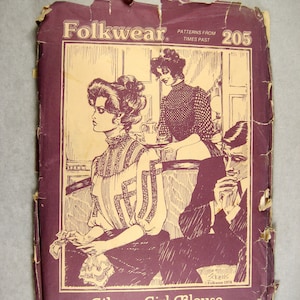 Folkwear
PATTERNS FROM
TIMES PAST
205
Gibson Girl Blouse